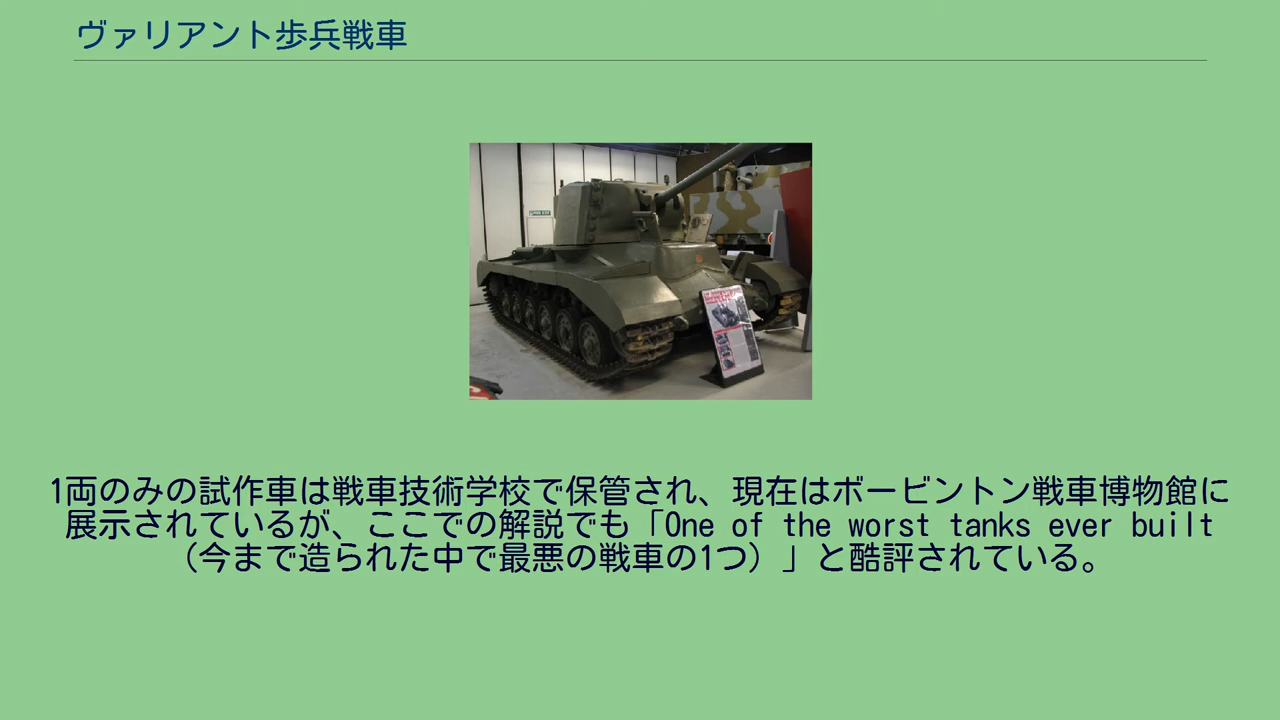 ヴァリアント歩兵戦車
1両のみの試作車は戦車技術学校で保管され、現在はボービントン戦車博物館に
展示されているが、ここでの解説でも「One of the worst tanks ever built
（今まで造られた中で最悪の戦車の1つ）」と酷評されている。